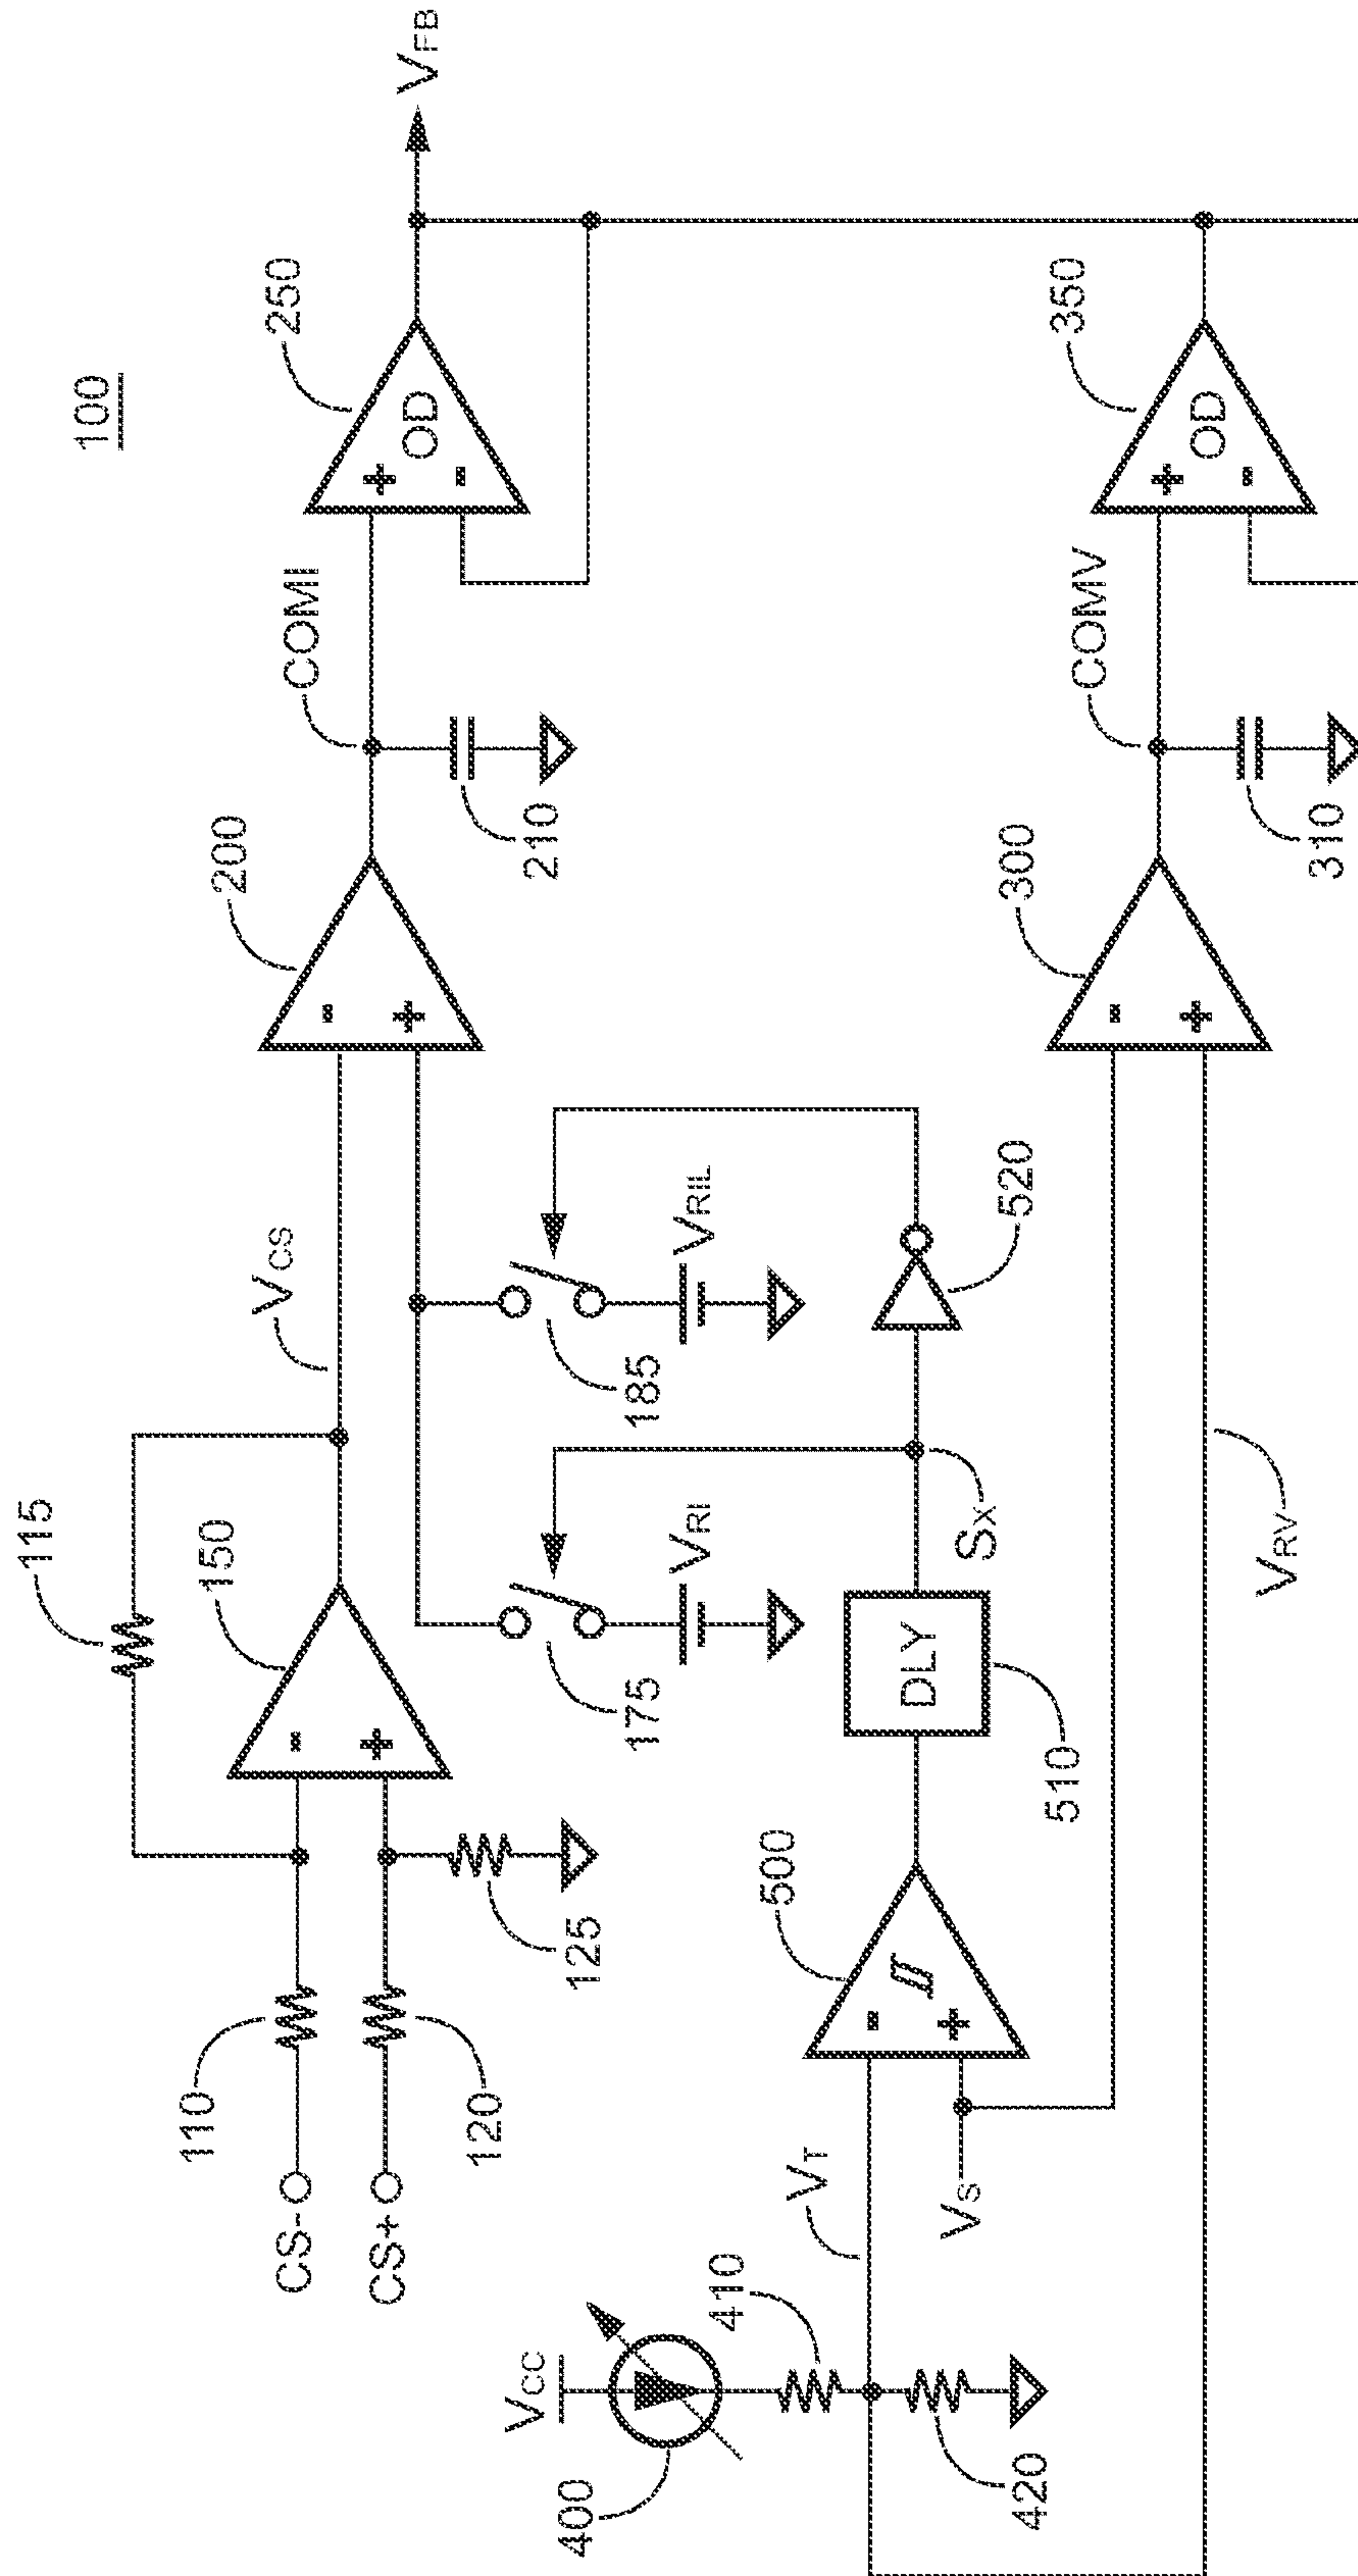 100
115
110
150
CS-
CS+
120
125
VCS
200
COMI
210
250
OD
VFB
175
VRI
185
VRIL
VCC
400
410
420
VT
VS
500
DLY
510
SX
520
VRV
300
COMV
310
350
OD
+
-
+
-
+
-
+
-
+
-
+
-